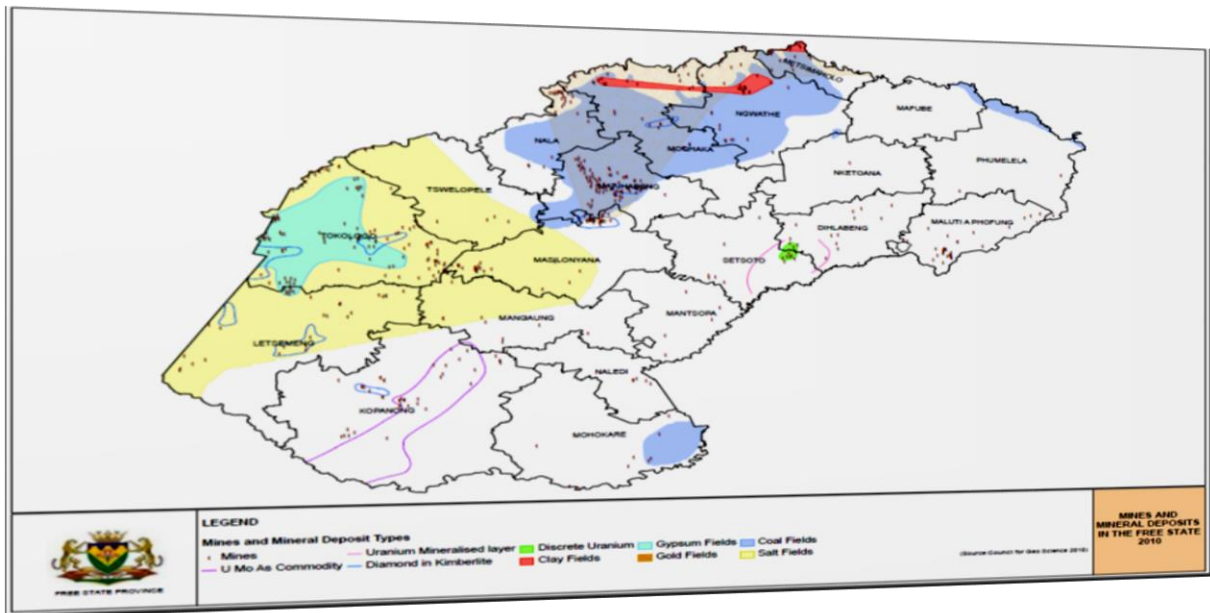 METSIMAHOLO
MAFUBE
NGWATHE
NALA
MOQHAKA
PHUMELELA
NKETOANA
TSWELOPELE
MATJHABENG
MALUTI A PHOFUNG
DIHLABENG
TOKOLOGO
MASILONYANA
SETSOTO
MANTSOPA
MANGAUNG
LETSEMENG
NALEDI
KOPANONG
MOHOKARE
FREE STATE PROVINCE
LEGEND
Mines and Mineral Deposit Types
Mines
U Mo As Commodity
Uranium Mineralised layer
Diamond in Kimberlite
Discrete Uranium
Clay Fields
Gypsum Fields
Gold Fields
Coal Fields
Salt Fields
(Source:Council for Geo Science 2010)
MINES AND
MINERAL DEPOSITS
IN THE FREE STATE
2010